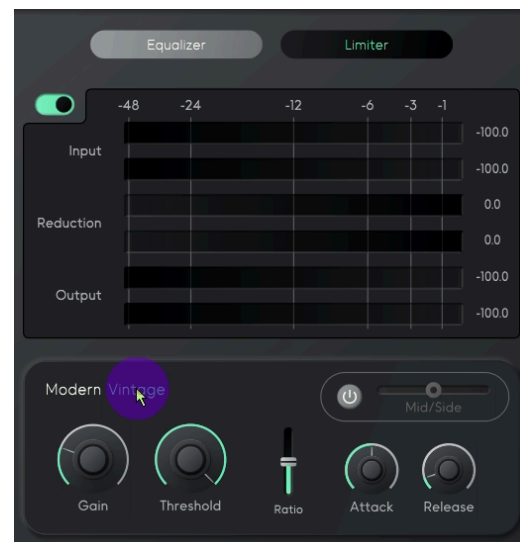 Equalizer Limiter
-48 -24 -12 -6 -3 -1
-100.0
Input
-100.0
0.0
Reduction
0.0
-100.0
Output
-100.0
Modern Vintage
Mid/Side
Gain Threshold Ratio Attack Release